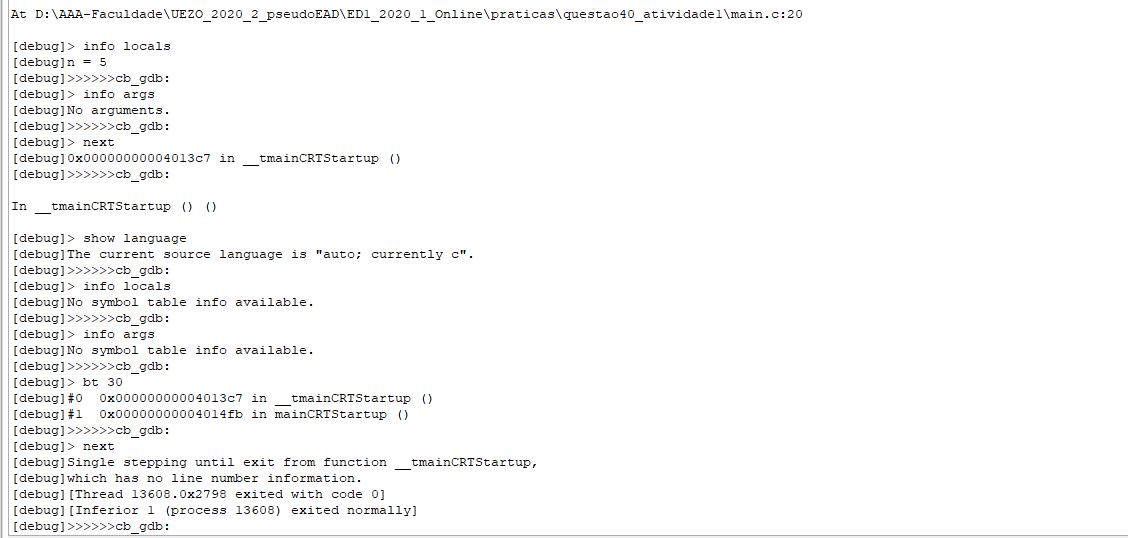 At D:\AAA-Faculdade\UEZO_2020_2_pseudoEAD\ED1_2020_1_Online\praticas\questao40_atividade1\main.c:20
[debug]> info locals
[debug]n = 5
[debug]>>>>>>cb_gdb:
[debug]> info args
[debug]No arguments.
[debug]>>>>>>cb_gdb:
[debug]> next
[debug]0x00000000004013c7 in __tmainCRTStartup ()
[debug]>>>>>>cb_gdb:
In __tmainCRTStartup () ()
[debug]> show language
[debug]The current source language is "auto; currently c".
[debug]>>>>>>cb_gdb:
[debug]> info locals
[debug]No symbol table info available.
[debug]>>>>>>cb_gdb:
[debug]> info args
[debug]No symbol table info available.
[debug]>>>>>>cb_gdb:
[debug]> bt 30
[debug]#0  0x00000000004013c7 in __tmainCRTStartup ()
[debug]#1  0x00000000004014fb in mainCRTStartup ()
[debug]>>>>>>cb_gdb:
[debug]> next
[debug]Single stepping until exit from function __tmainCRTStartup,
[debug]which has no line number information.
[debug][Thread 13608.0x2798 exited with code 0]
[debug][Inferior 1 (process 13608) exited normally]
[debug]>>>>>>cb_gdb: